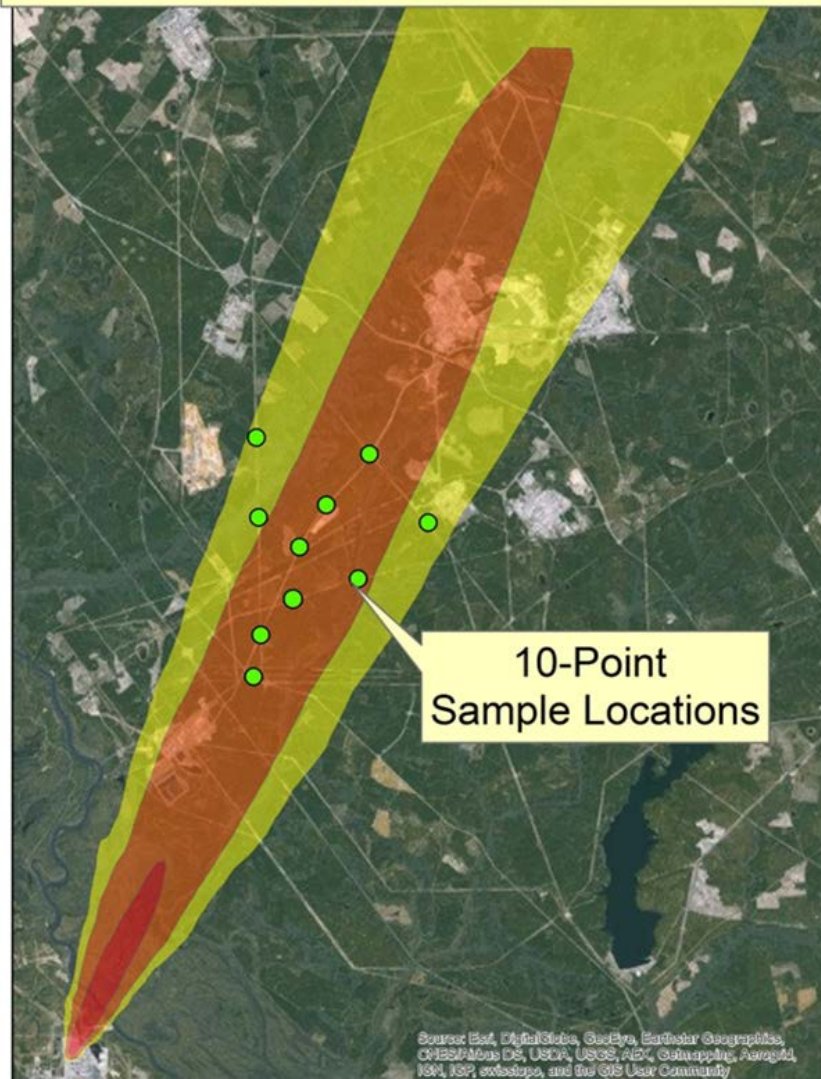 10-Point
Sample Locations
Source: Esri, DigitalGlobe, GeoEye, Earthstar Geographics,
CNES/Airbus DS, USDA, USGS, AEX, Getmapping, Aerogrid,
IGN, IGP, swisstopo, and the GIS User Community